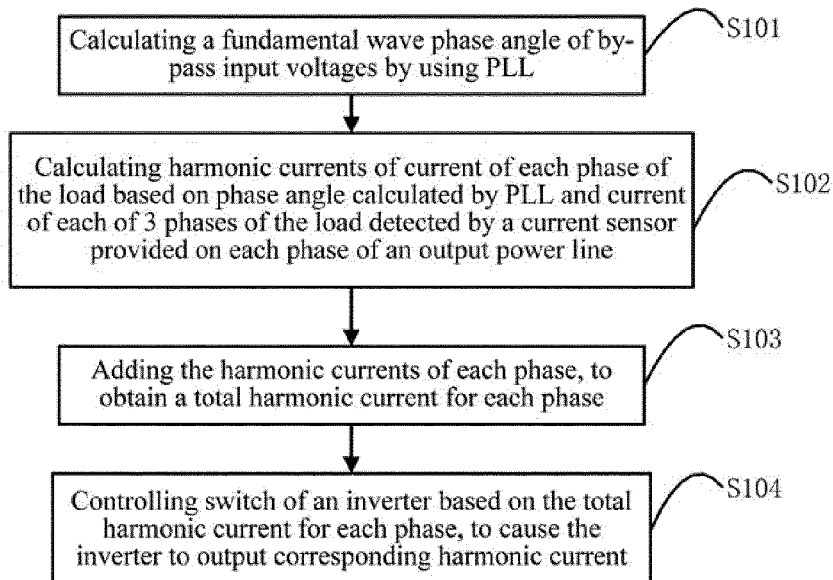 Calculating a fundamental wave phase angle of by-
pass input voltages by using PLL
S101
Calculating harmonic currents of current of each phase of
the load based on phase angle calculated by PLL and current
of each of 3 phases of the load detected by a current sensor
provided on each phase of an output power line
S102
Adding the harmonic currents of each phase, to
obtain a total harmonic current for each phase
S103
Controlling switch of an inverter based on the total
harmonic current for each phase, to cause the
inverter to output corresponding harmonic current
S104